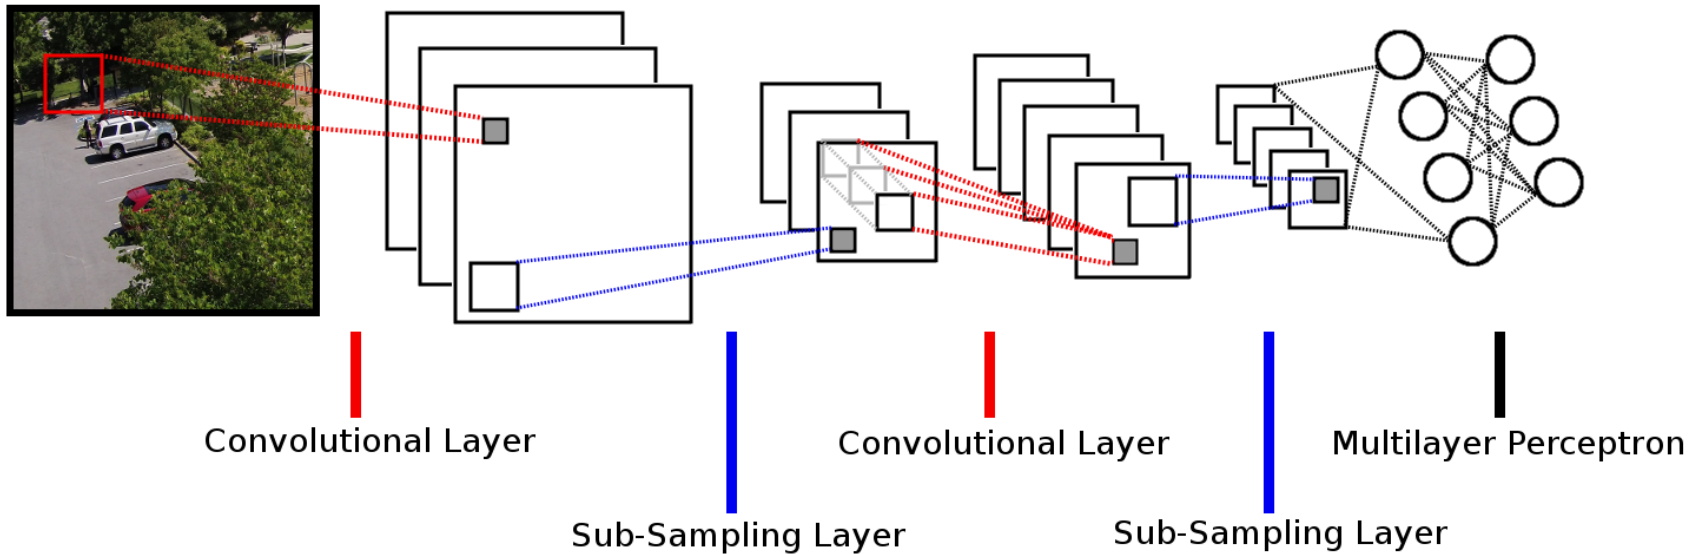 Convolutional Layer
Convolutional Layer
Multilayer Perceptron
Sub-Sampling Layer
Sub-Sampling Layer